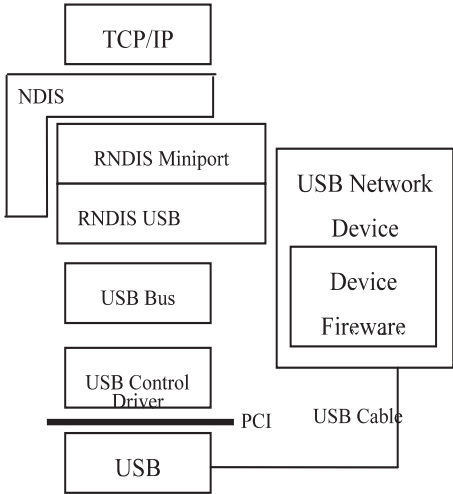 TCP/IP
NDIS
RNDIS Miniport
RNDIS USB
USB Bus
USB Control
Driver
PCI
USB
USB Network
Device
Device
Fireware
USB Cable